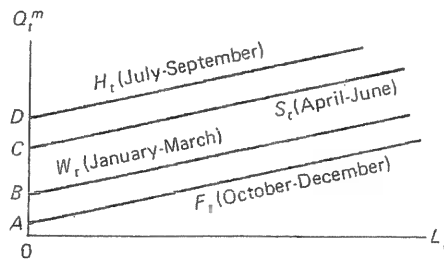 Q_t^m
H_t (July-September)
D
S_t (April-June)
C
W_t (January-March)
B
F_t (October-December)
A
0
L